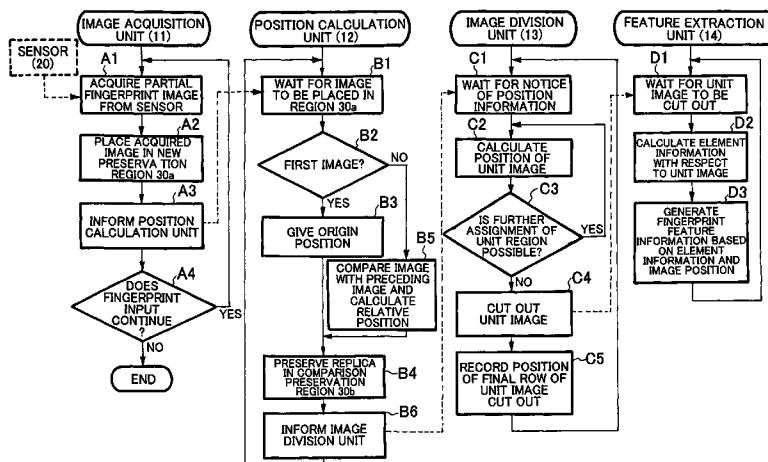 IMAGE ACQUISITION
UNIT (11)
SENSOR
(20)
A1
ACQUIRE PARTIAL
FINGERPRINT IMAGE
FROM SENSOR
A2
PLACE ACQUIRED
IMAGE IN NEW
PRESERVATION
REGION 30a
A3
INFORM POSITION
CALCULATION UNIT
A4
DOES
FINGERPRINT
INPUT
CONTINUE
?
YES
NO
END
POSITION CALCULATION
UNIT (12)
B1
WAIT FOR IMAGE
TO BE PLACED IN
REGION 30a
B2
FIRST IMAGE?
NO
YES
B3
GIVE ORIGIN
POSITION
B5
COMPARE IMAGE
WITH PRECEDING
IMAGE AND
CALCULATE
RELATIVE
POSITION
B4
PRESERVE REPLICA
IN COMPARISON
PRESERVATION
REGION 30b
B6
INFORM IMAGE
DIVISION UNIT
IMAGE DIVISION
UNIT (13)
C1
WAIT FOR NOTICE
OF POSITION
INFORMATION
C2
CALCULATE
POSITION OF
UNIT IMAGE
C3
IS FURTHER
ASSIGNMENT OF
UNIT REGION
POSSIBLE?
YES
NO
C4
CUT OUT
UNIT IMAGE
C5
RECORD POSITION
OF FINAL ROW OF
UNIT IMAGE
CUT OUT
FEATURE EXTRACTION
UNIT (14)
D1
WAIT FOR UNIT
IMAGE TO BE
CUT OUT
D2
CALCULATE ELEMENT
INFORMATION
WITH RESPECT
TO UNIT IMAGE
D3
GENERATE
FINGERPRINT
FEATURE
INFORMATION BASED
ON ELEMENT
INFORMATION AND
IMAGE POSITION